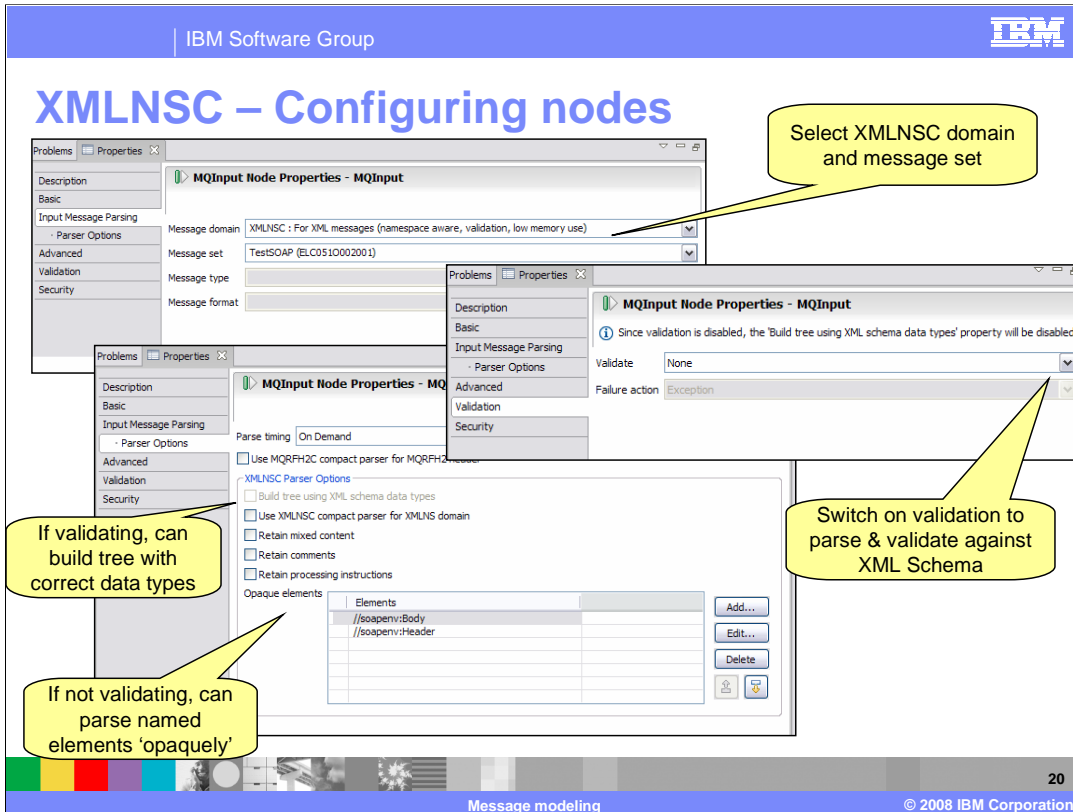 IBM Software Group
IBM
XMLNSC – Configuring nodes
Select XMLNSC domain
and message set
Problems Properties
Description
Basic
Input Message Parsing
· Parser Options
Advanced
Validation
Security
MQInput Node Properties - MQInput
Message domain XMLNSC : For XML messages (namespace aware, validation, low memory use)
Message set TestSOAP (ELC051O002001)
Message type
Message format
Problems Properties
Description
Basic
Input Message Parsing
· Parser Options
Advanced
Validation
Security
MQInput Node Properties - MQInput
Since validation is disabled, the 'Build tree using XML schema data types' property will be disabled
Validate None
Failure action Exception
Problems Properties
Description
Basic
Input Message Parsing
· Parser Options
Advanced
Validation
Security
MQInput Node Properties - MQ
Parse timing On Demand
Use MQRFH2C compact parser for MQRFH2 header
XMLNSC Parser Options
Build tree using XML schema data types
Use XMLNSC compact parser for XMLNS domain
Retain mixed content
Retain comments
Retain processing instructions
Opaque elements
Elements
//soapenv:Body
//soapenv:Header
Add...
Edit...
Delete
If validating, can
build tree with
correct data types
Switch on validation to
parse & validate against
XML Schema
If not validating, can
parse named
elements ‘opaquely’
20
Message modeling
© 2008 IBM Corporation